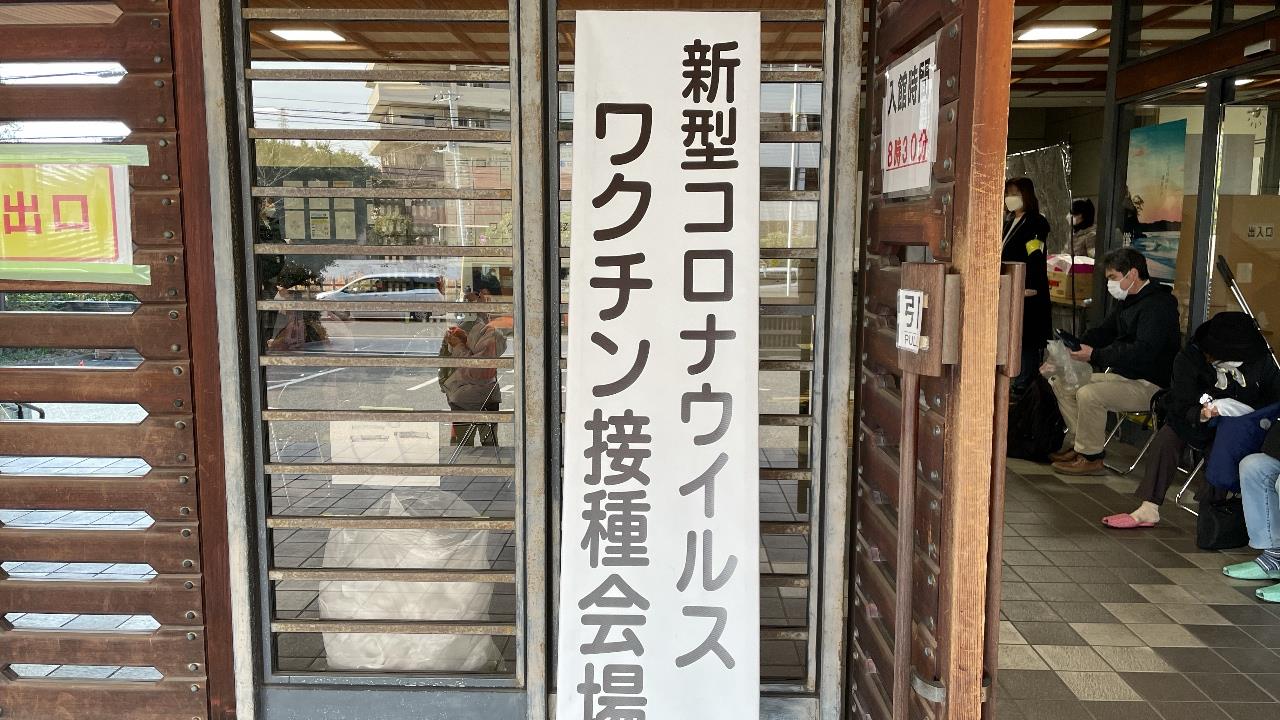 新型コロナウイルス
ワクチン接種会場
入館時間
8時30分
引
PULL
出入口
出口